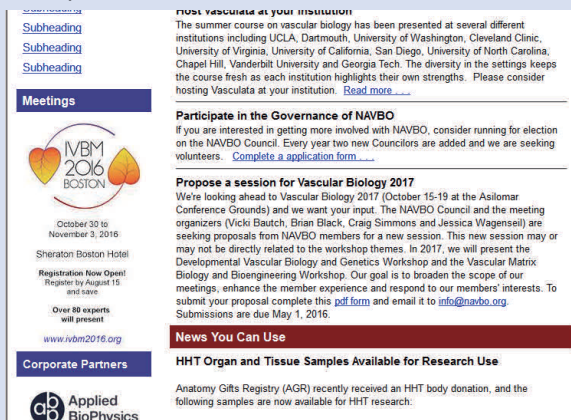 Subheading
Subheading
Subheading
Subheading
Meetings
IVBM
2016
BOSTON
October 30 to
November 3, 2016
Sheraton Boston Hotel
Registration Now Open!
Register by August 15
and save
Over 80 experts
will present
www.ivbm2016.org
Corporate Partners
Applied
BioPhysics
Host Vasculata at your Institution
The summer course on vascular biology has been presented at several different
institutions including UCLA, Dartmouth, University of Washington, Cleveland Clinic,
University of Virginia, University of California, San Diego, University of North Carolina,
Chapel Hill, Vanderbilt University and Georgia Tech. The diversity in the settings keeps
the course fresh as each institution highlights their own strengths. Please consider
hosting Vasculata at your institution. Read more . . .
Participate in the Governance of NAVBO
If you are interested in getting more involved with NAVBO, consider running for election
on the NAVBO Council. Every year two new Councilors are added and we are seeking
volunteers. Complete a application form . . .
Propose a session for Vascular Biology 2017
We're looking ahead to Vascular Biology 2017 (October 15-19 at the Asilomar
Conference Grounds) and we want your input. The NAVBO Council and the meeting
organizers (Vicki Bautch, Brian Black, Craig Simmons and Jessica Wagenseil) are
seeking proposals from NAVBO members for a new session. This new session may or
may not be directly related to the workshop themes. In 2017, we will present the
Developmental Vascular Biology and Genetics Workshop and the Vascular Matrix
Biology and Bioengineering Workshop. Our goal is to broaden the scope of our
meetings, enhance the member experience and respond to our members' interests. To
submit your proposal complete this pdf form and email it to info@navbo.org.
Submissions are due May 1, 2016.
News You Can Use
HHT Organ and Tissue Samples Available for Research Use
Anatomy Gifts Registry (AGR) recently received an HHT body donation, and the
following samples are now available for HHT research: